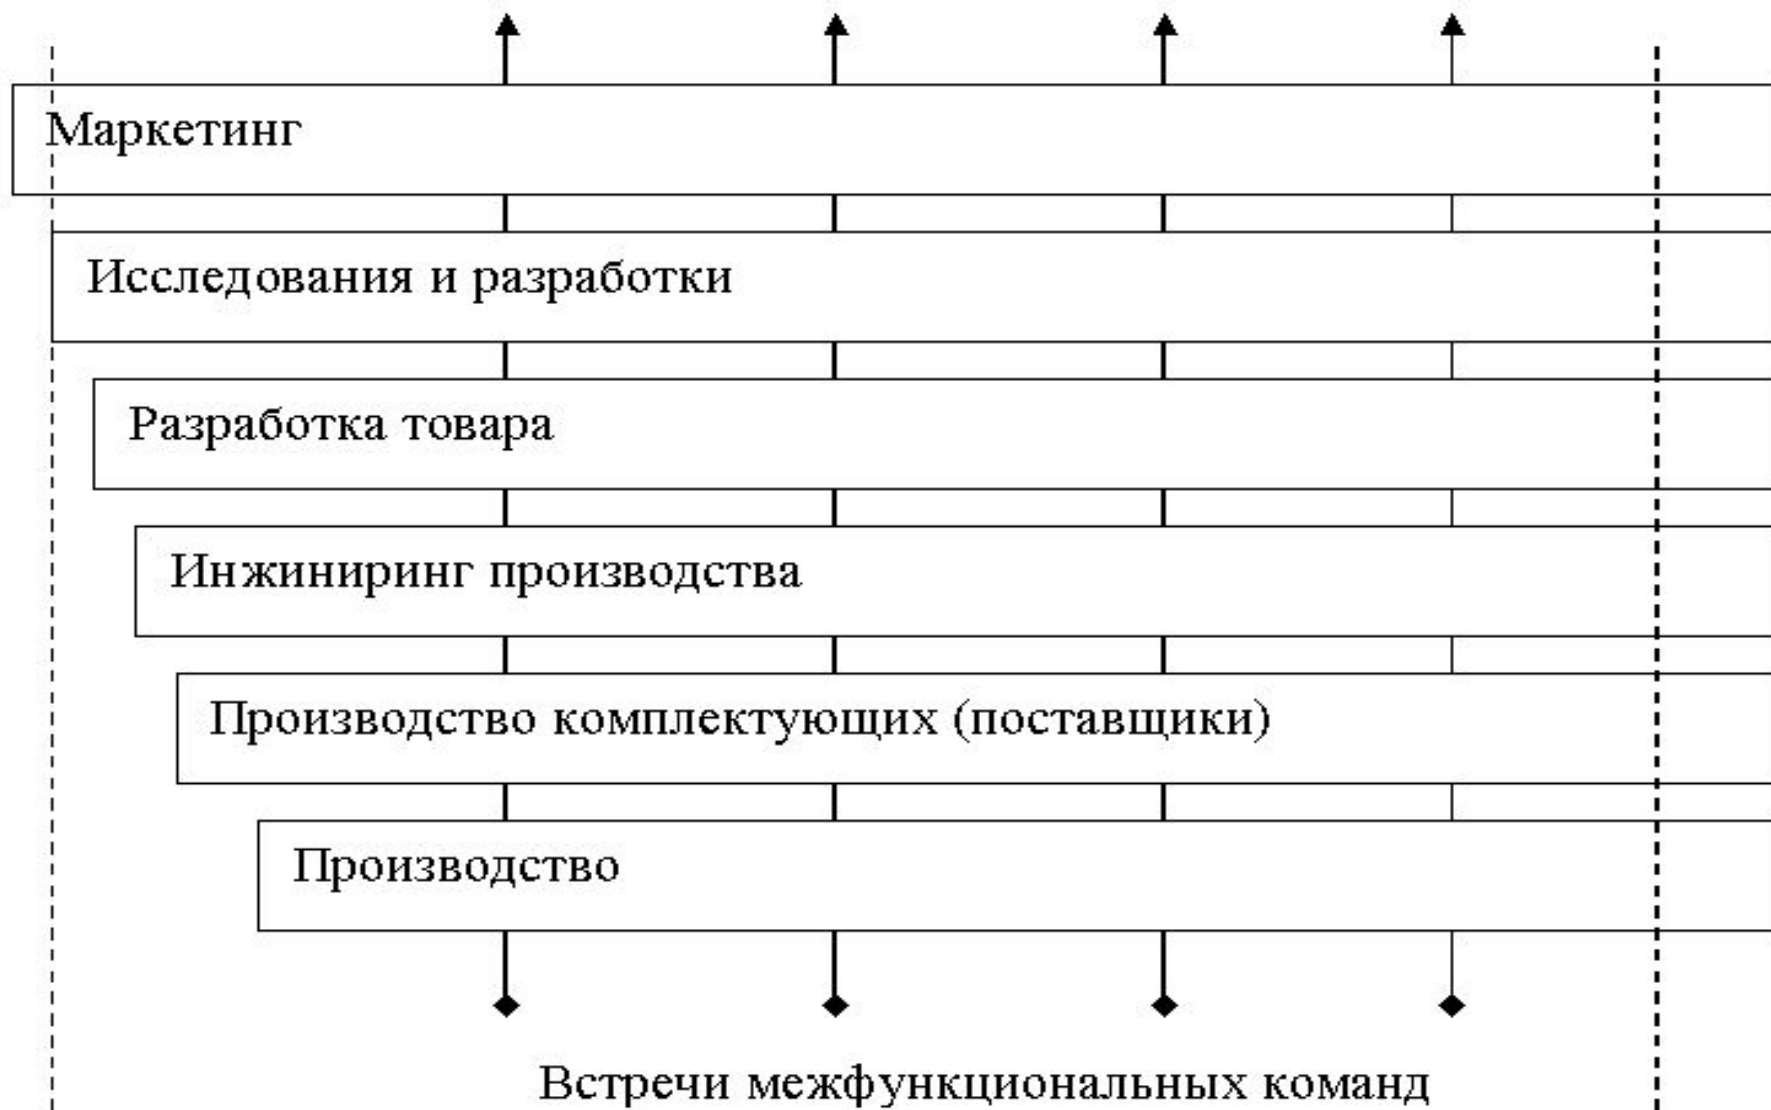 Маркетинг
Исследования и разработки
Разработка товара
Инжиниринг производства
Производство комплектующих (поставщики)
Производство
Встречи межфункциональных команд